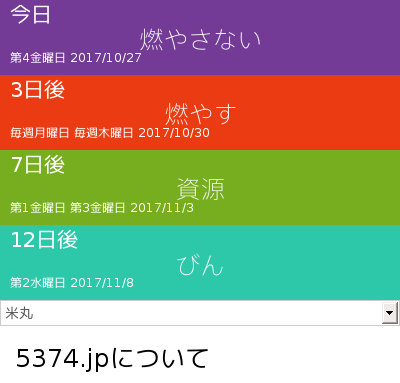 今日
燃やさない
第4金曜日 2017/10/27
3日後
燃やす
毎週月曜日 毎週木曜日 2017/10/30
7日後
資源
第1金曜日 第3金曜日 2017/11/3
12日後
びん
第2水曜日 2017/11/8
米丸
5374.jpについて